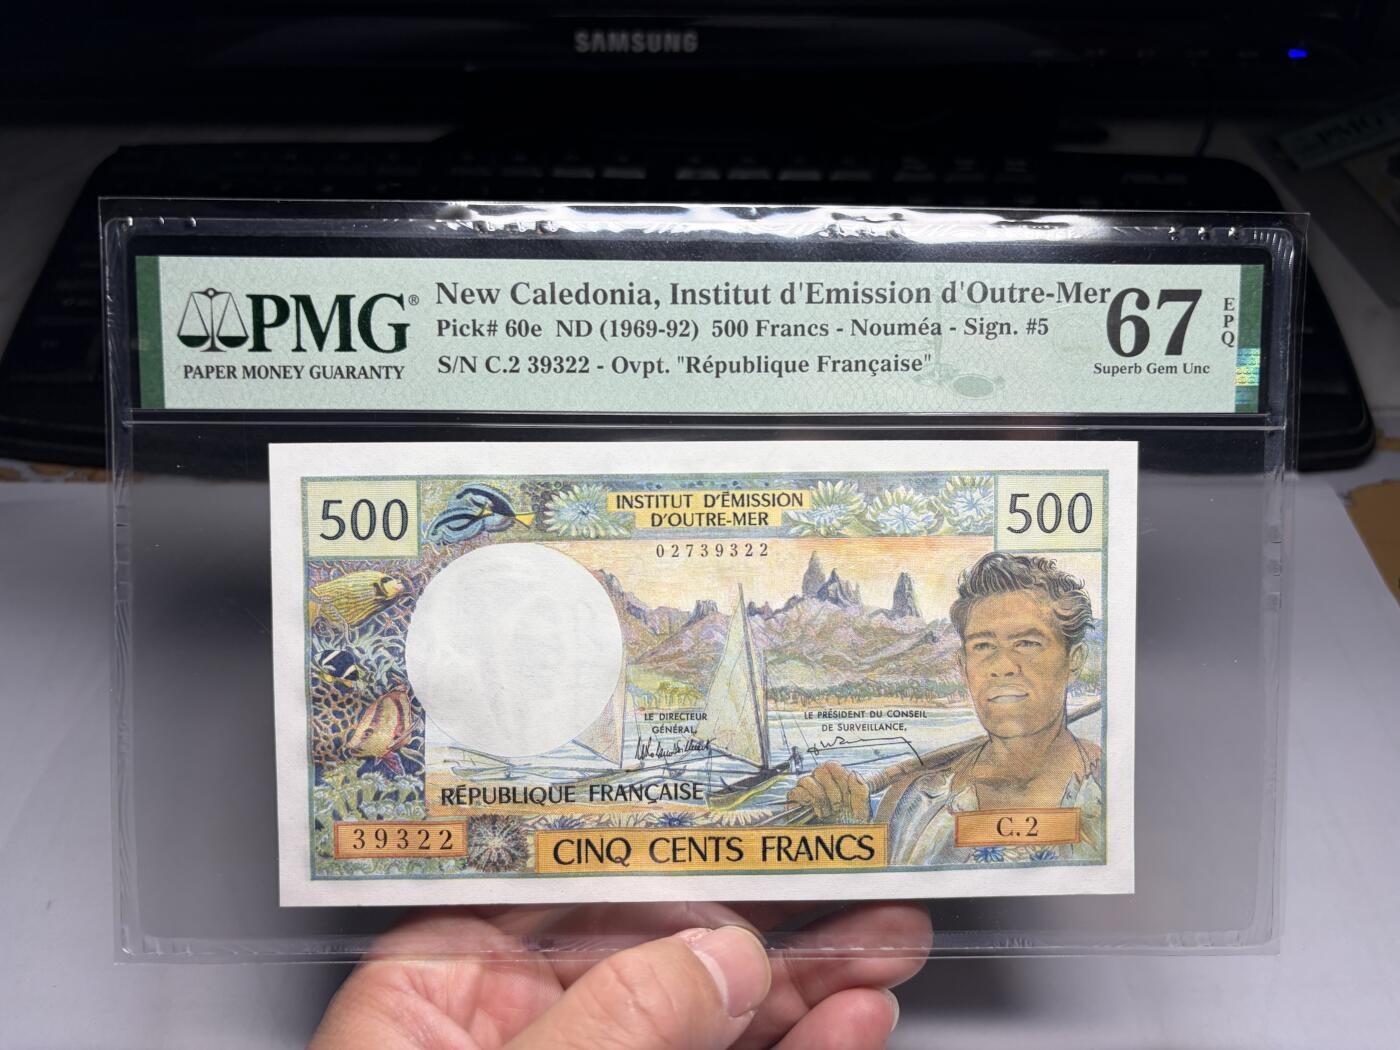 SAMSUNG
PMG
PMG®
PAPER MONEY GUARANTY
New Caledonia, Institut d'Emission d'Outre-Mer
Pick# 60e ND (1969-92) 500 Francs - Nouméa - Sign. #5
S/N C.2 39322 - Ovpt. "République Française"
67
EPQ
Superb Gem Unc
500
INSTITUT D'ÉMISSION
D'OUTRE-MER
500
02739322
LE DIRECTEUR
GÉNÉRAL,
LE PRÉSIDENT DU CONSEIL
DE SURVEILLANCE,
RÉPUBLIQUE FRANÇAISE
39322
CINQ CENTS FRANCS
C.2
PMG